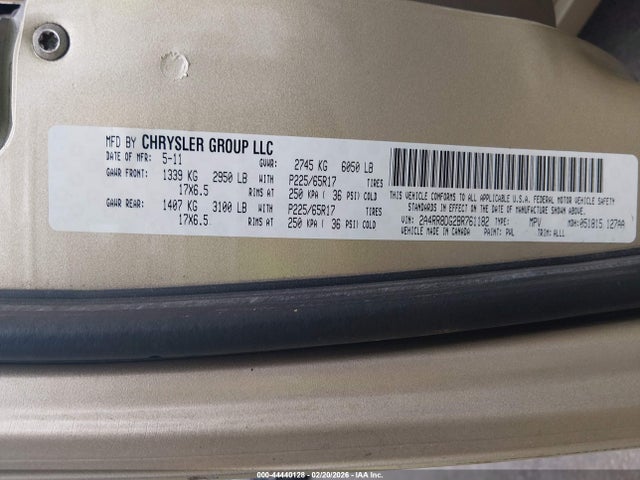 MFD BY CHRYSLER GROUP LLC
DATE OF MFR: 5-11 GVWR: 2745 KG 6050 LB
GAWR FRONT: 1339 KG 2950 LB WITH P225/65R17 TIRES
17X6.5 RIMS AT 250 KPA ( 36 PSI) COLD
GAWR REAR: 1407 KG 3100 LB WITH P225/65R17 TIRES
17X6.5 RIMS AT 250 KPA ( 36 PSI) COLD
THIS VEHICLE CONFORMS TO ALL APPLICABLE U.S.A. FEDERAL MOTOR VEHICLE SAFETY
STANDARDS IN EFFECT ON THE DATE OF MANUFACTURE SHOWN ABOVE.
VIN: 2A4RR8DG2BR761182 TYPE: MPV MDH: 051815 127AA
VEHICLE MADE IN CANADA PAINT: PWL TRIM: ALL1
000-44440128 - 02/20/2026 - IAA Inc.